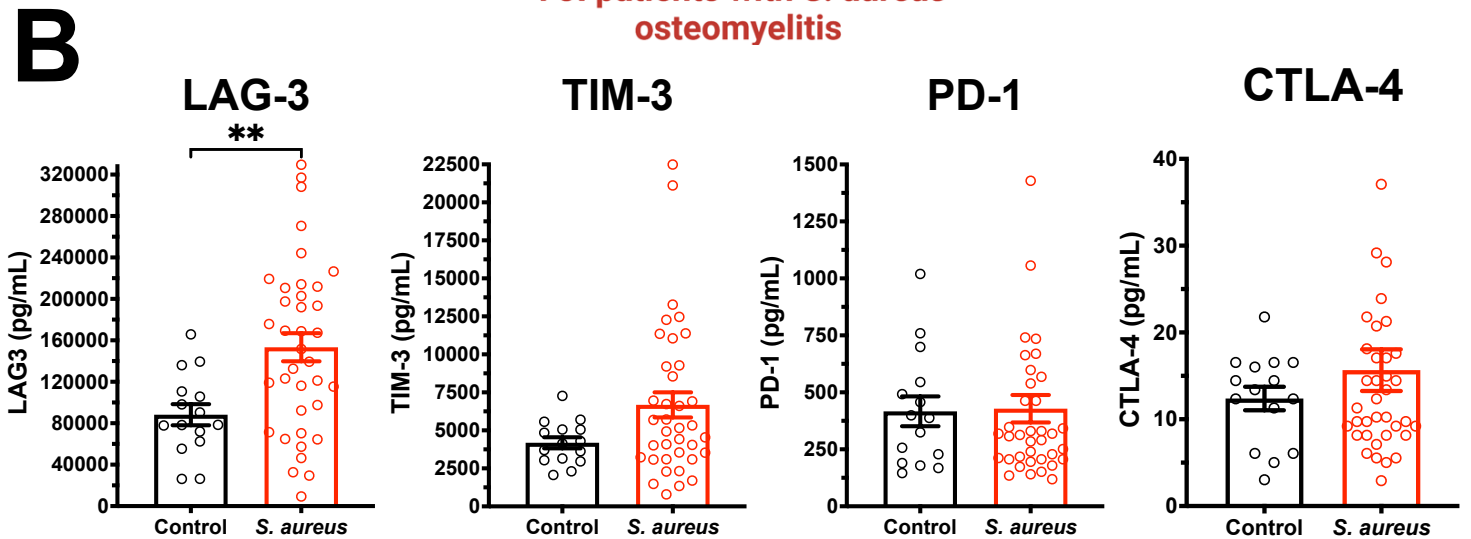 patients with S. aureus
osteomyelitis
B
LAG-3
**
LAG3 (pg/mL)
320000
280000
240000
200000
160000
120000
80000
40000
0
Control
S. aureus
TIM-3
TIM-3 (pg/mL)
22500
20000
17500
15000
12500
10000
7500
5000
2500
0
Control
S. aureus
PD-1
PD-1 (pg/mL)
1500
1250
1000
750
500
250
0
Control
S. aureus
CTLA-4
CTLA-4 (pg/mL)
40
30
20
10
0
Control
S. aureus